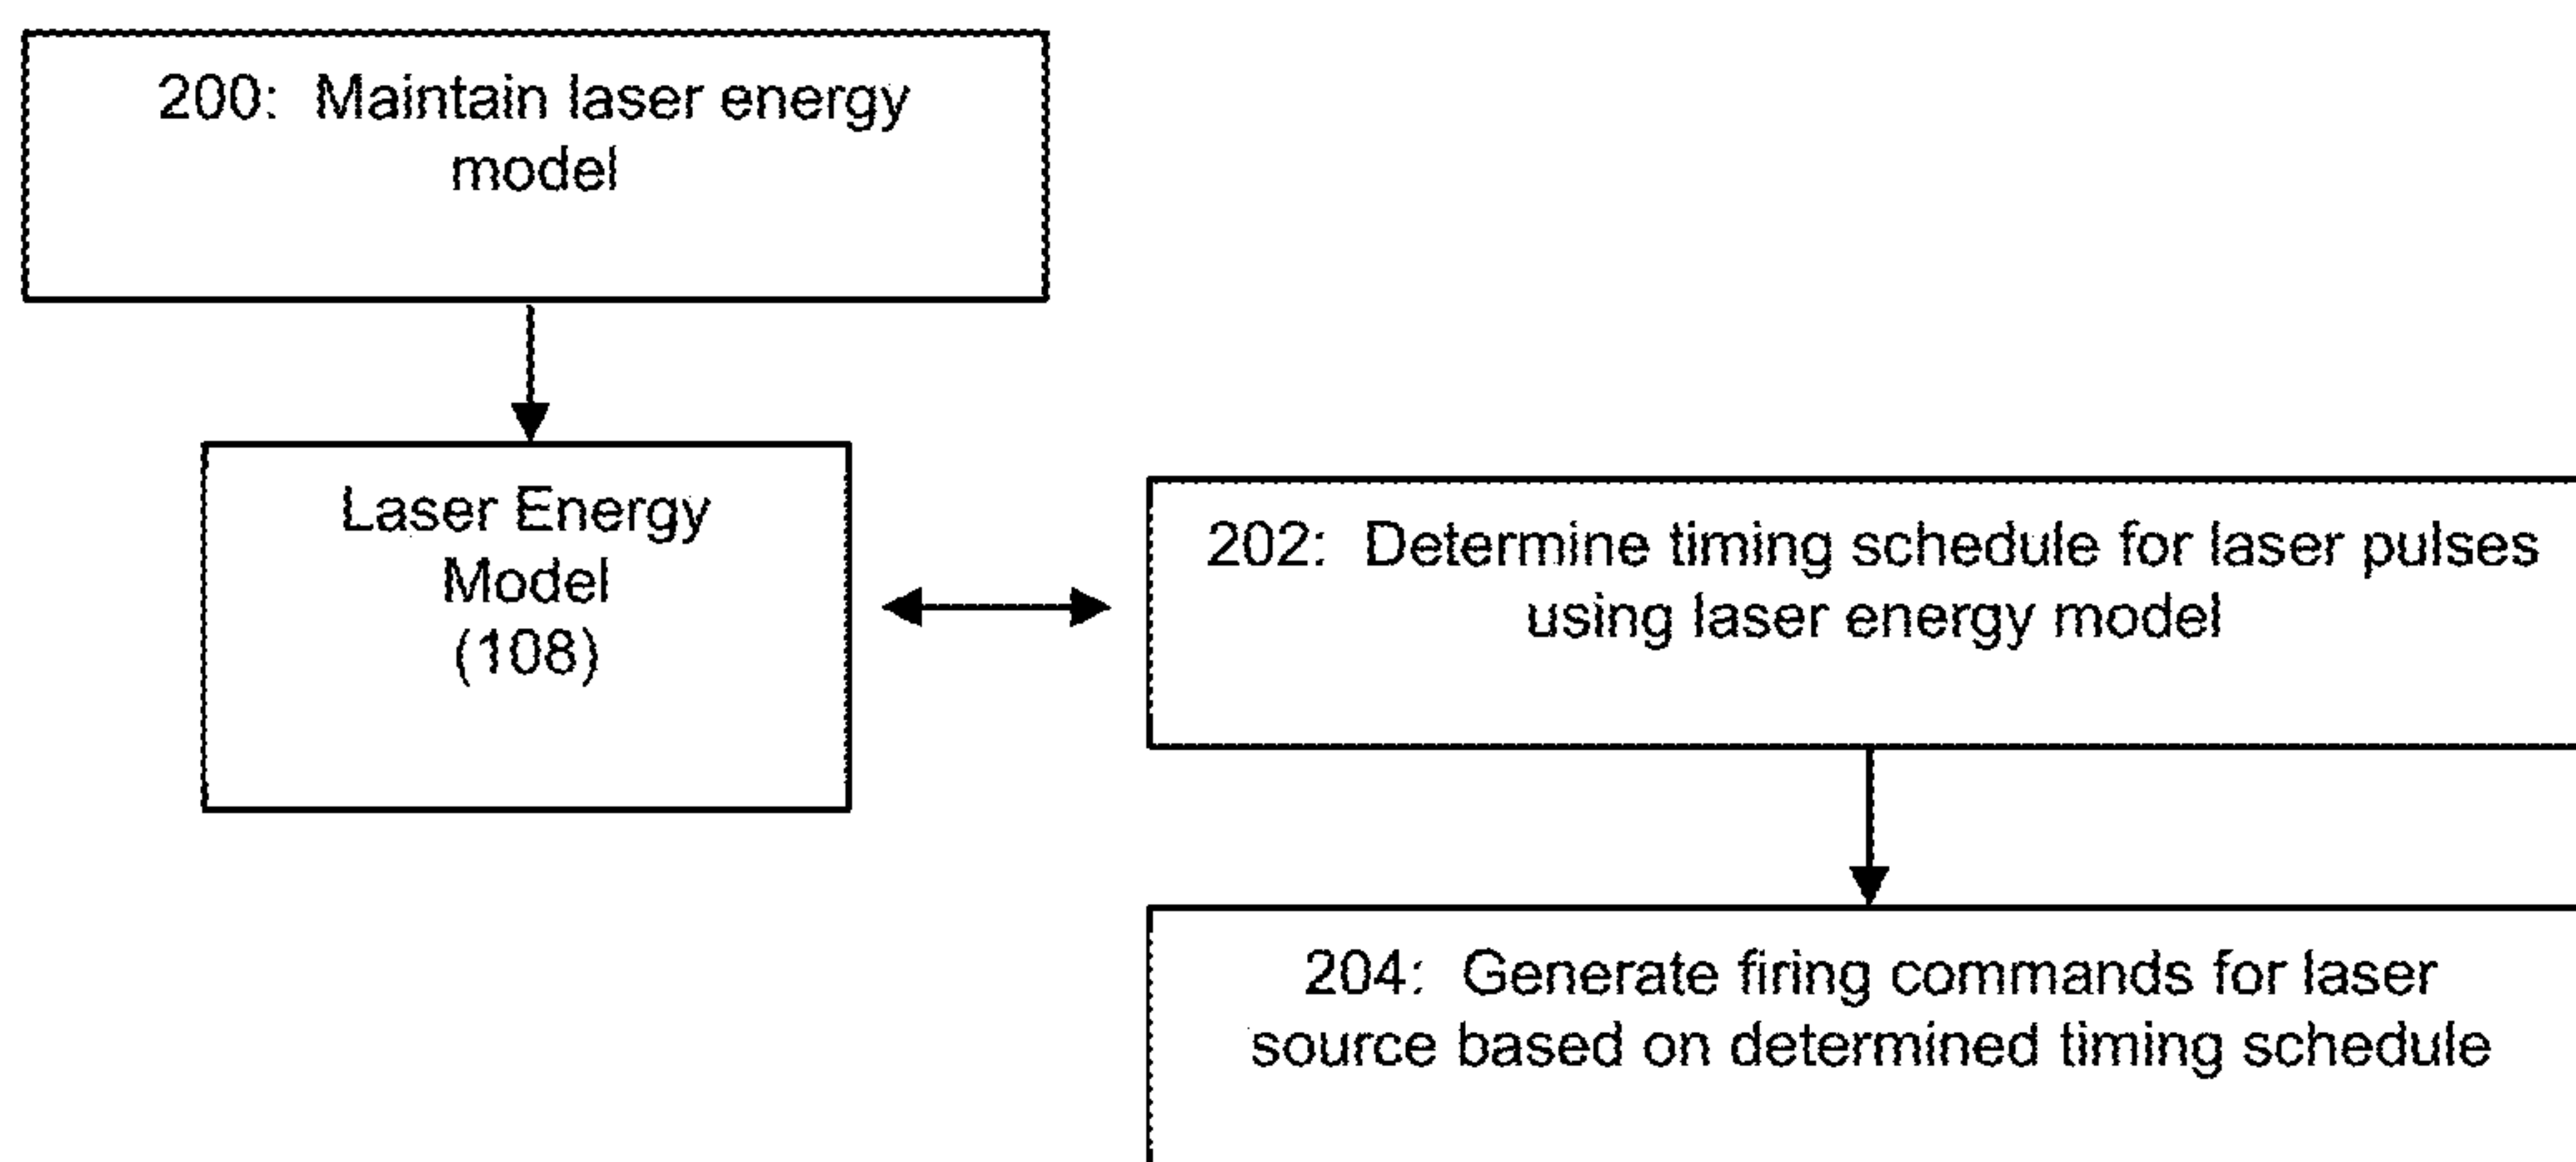 200: Maintain laser energy
model
Laser Energy
Model
(108)
202: Determine timing schedule for laser pulses
using laser energy model
204: Generate firing commands for laser
source based on determined timing schedule